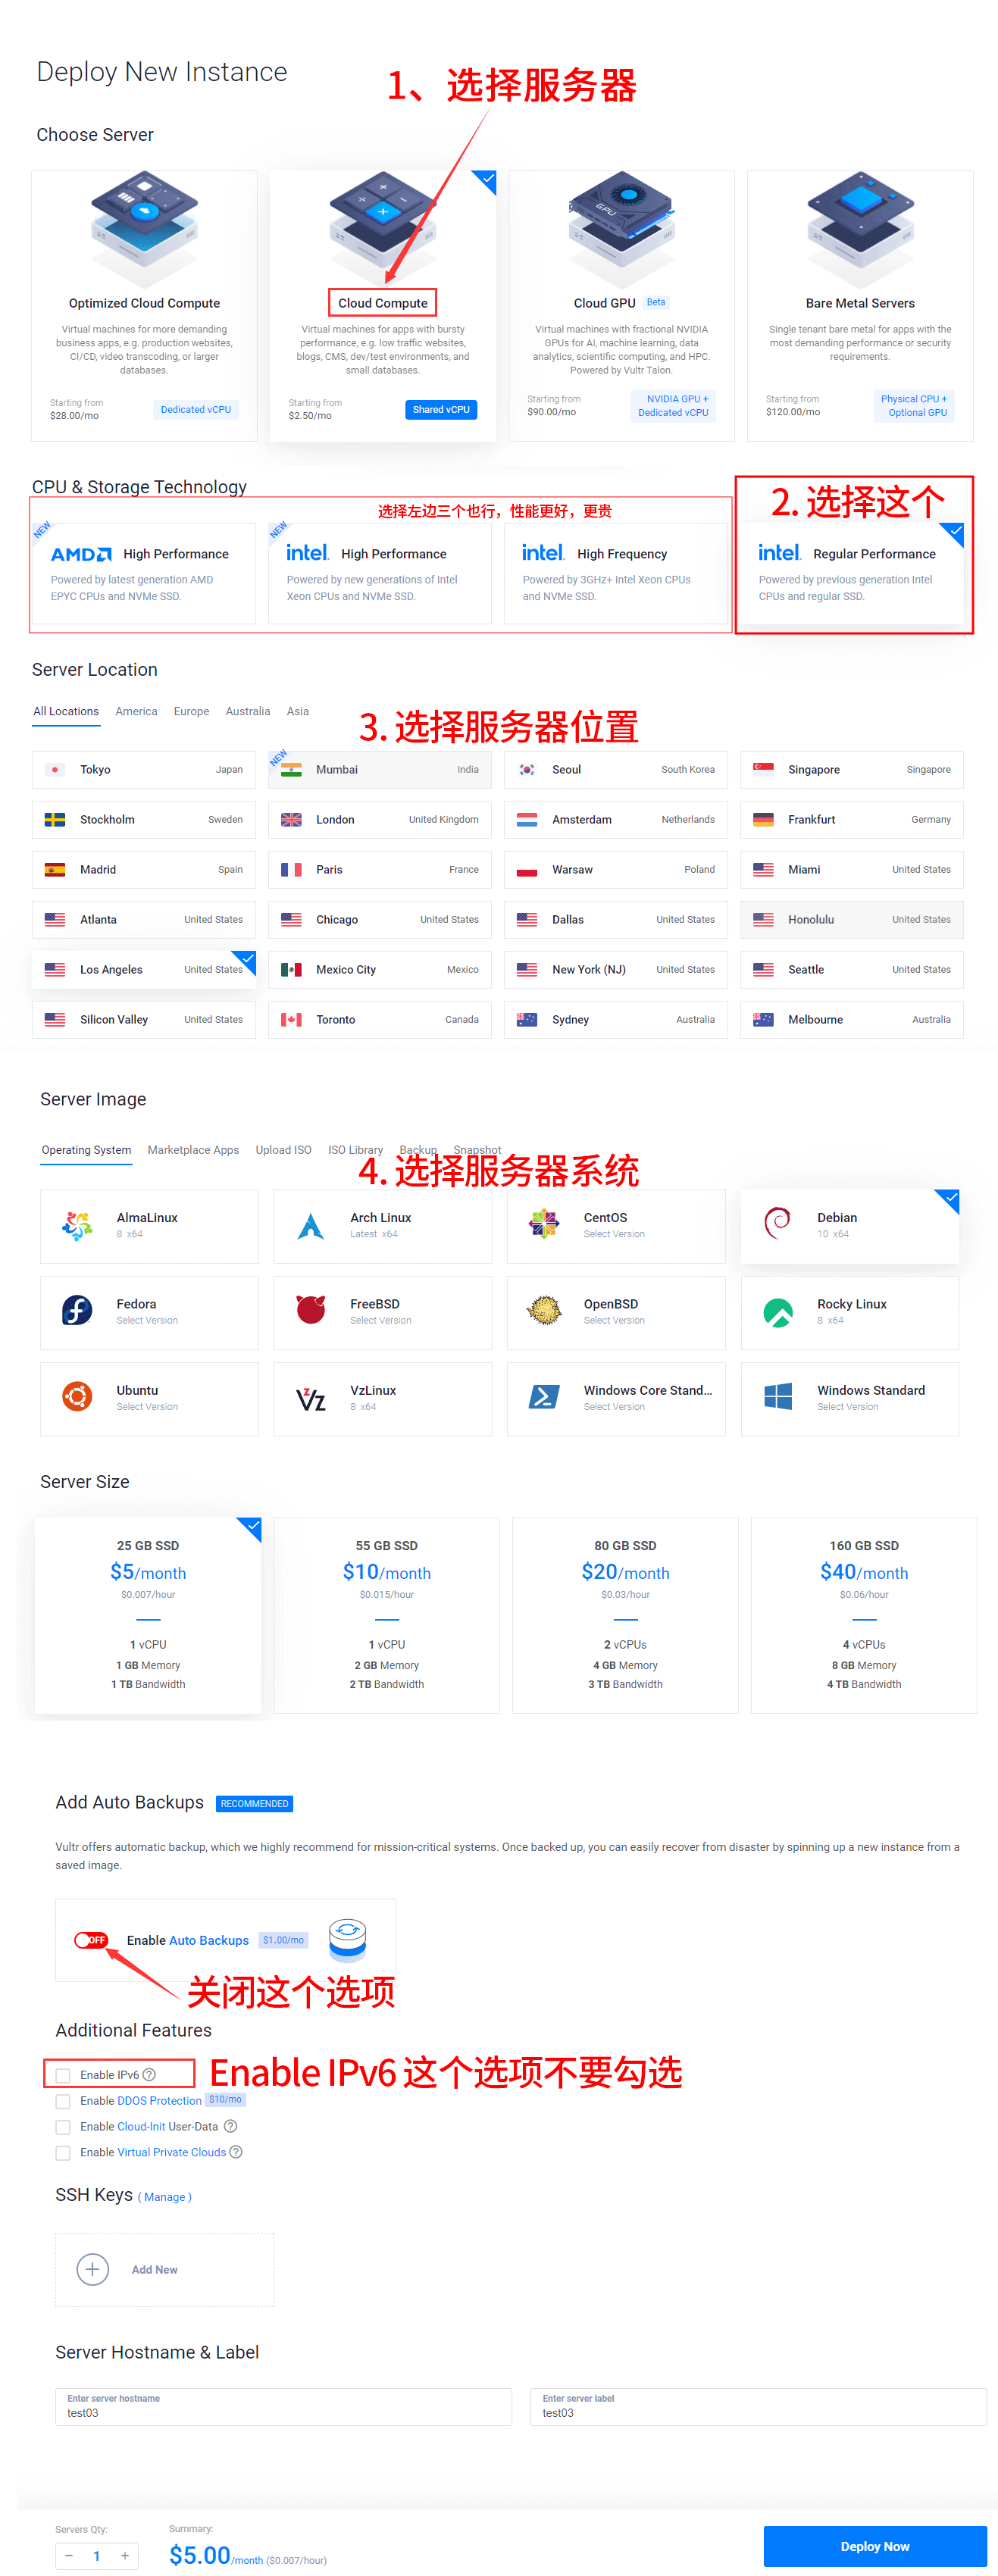 Deploy New Instance
1、选择服务器
Choose Server
GPU
Optimized Cloud Compute
Virtual machines for more demanding
business apps, e.g. production websites,
CI/CD, video transcoding, or larger
databases.
Starting from
$28.00/mo
Dedicated vCPU
Cloud Compute
Virtual machines for apps with bursty
performance, e.g. low traffic websites,
blogs, CMS, dev/test environments, and
small databases.
Starting from
$2.50/mo
Shared vCPU
Cloud GPU Beta
Virtual machines with fractional NVIDIA
GPUs for AI, machine learning, data
analytics, scientific computing, and HPC.
Powered by Vultr Talon.
Starting from
$90.00/mo
NVIDIA GPU +
Dedicated vCPU
Bare Metal Servers
Single tenant bare metal for apps with the
most demanding performance or security
requirements.
Starting from
$120.00/mo
Physical CPU +
Optional GPU
CPU & Storage Technology
选择左边三个也行，性能更好，更贵
2. 选择这个
NEW
AMD High Performance
Powered by latest generation AMD
EPYC CPUs and NVMe SSD.
NEW
intel. High Performance
Powered by new generations of Intel
Xeon CPUs and NVMe SSD.
intel. High Frequency
Powered by 3GHz+ Intel Xeon CPUs
and NVMe SSD.
intel. Regular Performance
Powered by previous generation Intel
CPUs and regular SSD.
Server Location
All Locations America Europe Australia Asia
3. 选择服务器位置
Tokyo Japan
NEW
Mumbai India
Seoul South Korea
Singapore Singapore
Stockholm Sweden
London United Kingdom
Amsterdam Netherlands
Frankfurt Germany
Madrid Spain
Paris France
Warsaw Poland
Miami United States
Atlanta United States
Chicago United States
Dallas United States
Honolulu United States
Los Angeles United States
Mexico City Mexico
New York (NJ) United States
Seattle United States
Silicon Valley United States
Toronto Canada
Sydney Australia
Melbourne Australia
Server Image
Operating System Marketplace Apps Upload ISO ISO Library Backup Snapshot
4. 选择服务器系统
AlmaLinux
8 x64
Arch Linux
Latest x64
CentOS
Select Version
Debian
10 x64
Fedora
Select Version
FreeBSD
Select Version
OpenBSD
Select Version
Rocky Linux
8 x64
Ubuntu
Select Version
VzLinux
8 x64
Windows Core Stand...
Select Version
Windows Standard
Select Version
Server Size
25 GB SSD
$5/month
$0.007/hour
1 vCPU
1 GB Memory
1 TB Bandwidth
55 GB SSD
$10/month
$0.015/hour
1 vCPU
2 GB Memory
2 TB Bandwidth
80 GB SSD
$20/month
$0.03/hour
2 vCPUs
4 GB Memory
3 TB Bandwidth
160 GB SSD
$40/month
$0.06/hour
4 vCPUs
8 GB Memory
4 TB Bandwidth
Add Auto Backups RECOMMENDED
Vultr offers automatic backup, which we highly recommend for mission-critical systems. Once backed up, you can easily recover from disaster by spinning up a new instance from a
saved image.
OFF Enable Auto Backups $1.00/mo
关闭这个选项
Additional Features
Enable IPv6 ?
Enable IPv6 这个选项不要勾选
Enable DDOS Protection $10/mo
Enable Cloud-Init User-Data ?
Enable Virtual Private Clouds ?
SSH Keys ( Manage )
Add New
Server Hostname & Label
Enter server hostname
test03
Enter server label
test03
Servers Qty:
− 1 +
Summary:
$5.00/month ($0.007/hour)
Deploy Now